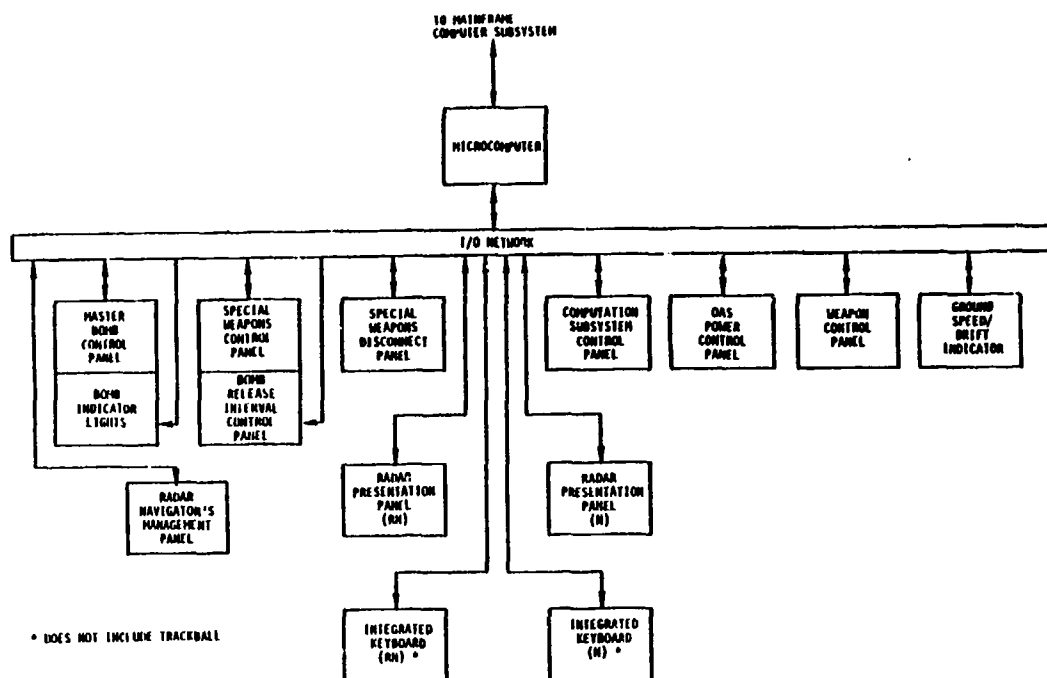 TO MAINFRAME
COMPUTER SUBSYSTEM
MICROCOMPUTER
I/O NETWORK
MASTER
BOMB
CONTROL
PANEL
BOMB
INDICATOR
LIGHTS
SPECIAL
WEAPONS
CONTROL
PANEL
BOMB
RELEASE
INTERVAL
CONTROL
PANEL
SPECIAL
WEAPONS
DISCONNECT
PANEL
COMPUTATION
SUBSYSTEM
CONTROL
PANEL
OAS
POWER
CONTROL
PANEL
WEAPON
CONTROL
PANEL
GROUND
SPEED/
DRIFT
INDICATOR
RADAR
NAVIGATOR'S
MANAGEMENT
PANEL
RADAR
PRESENTATION
PANEL
(RN)
RADAR
PRESENTATION
PANEL
(N)
INTEGRATED
KEYBOARD
(RN) *
INTEGRATED
KEYBOARD
(N) *
* DOES NOT INCLUDE TRACKBALL